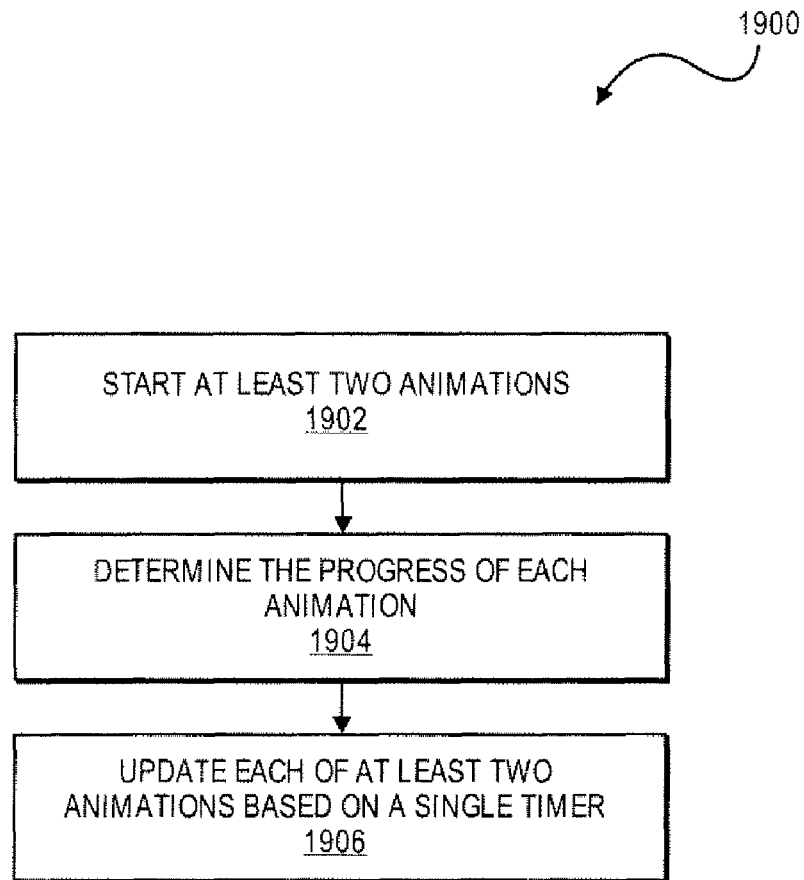 1900
START AT LEAST TWO ANIMATIONS
1902
DETERMINE THE PROGRESS OF EACH
ANIMATION
1904
UPDATE EACH OF AT LEAST TWO
ANIMATIONS BASED ON A SINGLE TIMER
1906